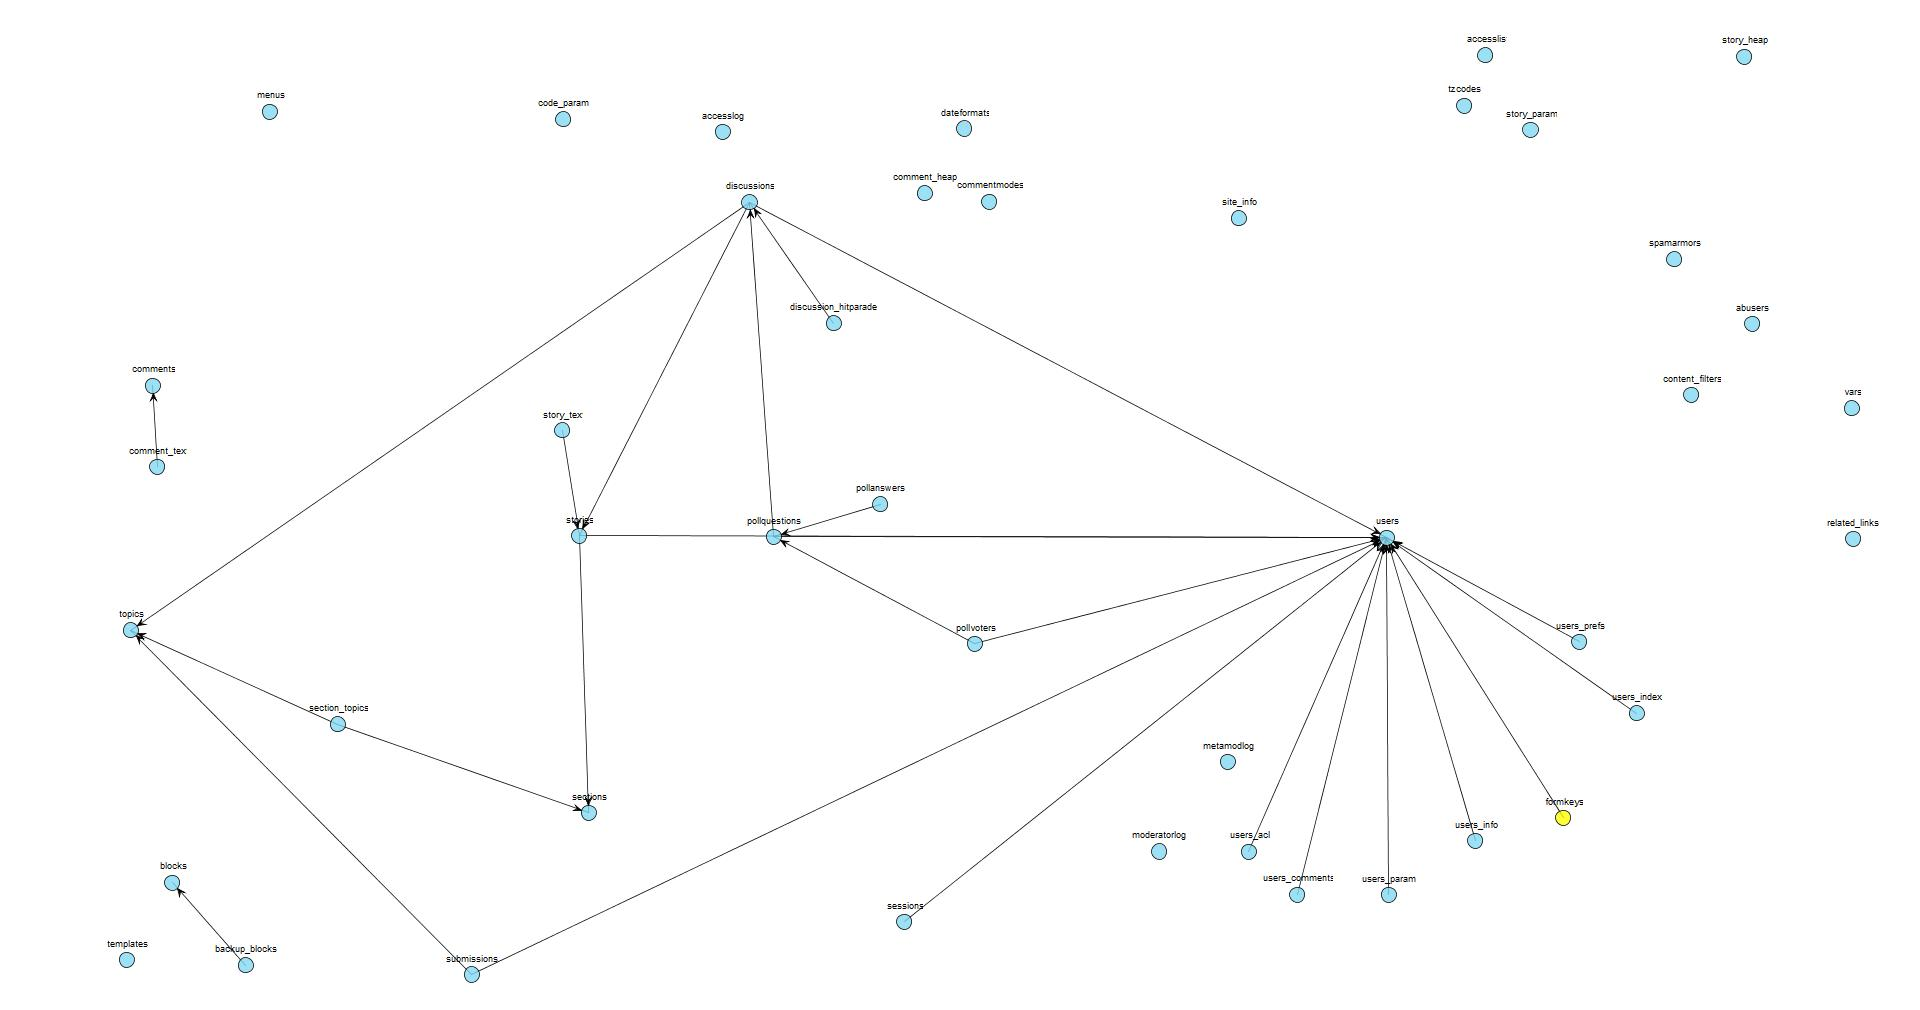 accesslis
story_heap
tzcodes
menus
code_param
story_param
accesslog
dateformats
comment_heap
commentmodes
discussions
site_info
spamarmors
discussion_hitparade
abusers
comments
content_filters
vars
story_tex
comment_tex
pollanswers
stories
pollquestions
users
related_links
topics
pollvoters
users_prefs
users_index
section_topics
metamodlog
sections
formkeys
users_info
moderatorlog
users_acl
blocks
users_comments
users_param
sessions
templates
backup_blocks
submissions